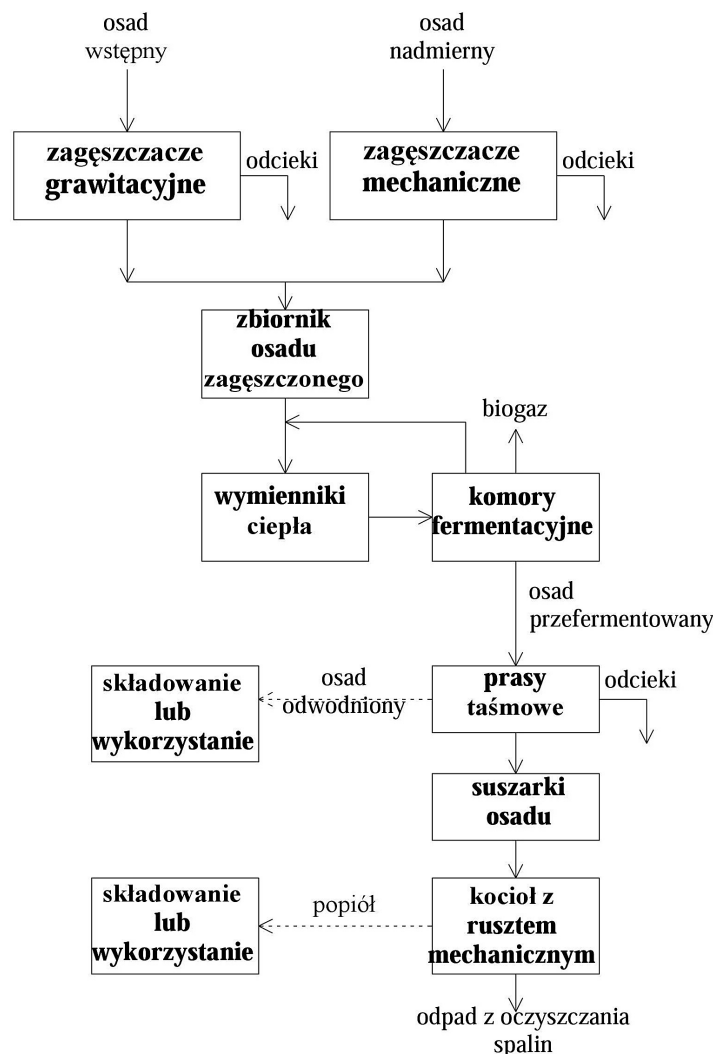 osad
wstępny
osad
nadmierny
zagęszczacze
grawitacyjne
odcieki
zagęszczacze
mechaniczne
odcieki
zbiornik
osadu
zagęszczonego
biogaz
wymienniki
ciepła
komory
fermentacyjne
osad
przefermentowany
składowanie
lub
wykorzystanie
osad
odwodniony
prasy
taśmowe
odcieki
suszarki
osadu
składowanie
lub
wykorzystanie
popiół
kocioł z
rusztem
mechanicznym
odpad z oczyszczania
spalin